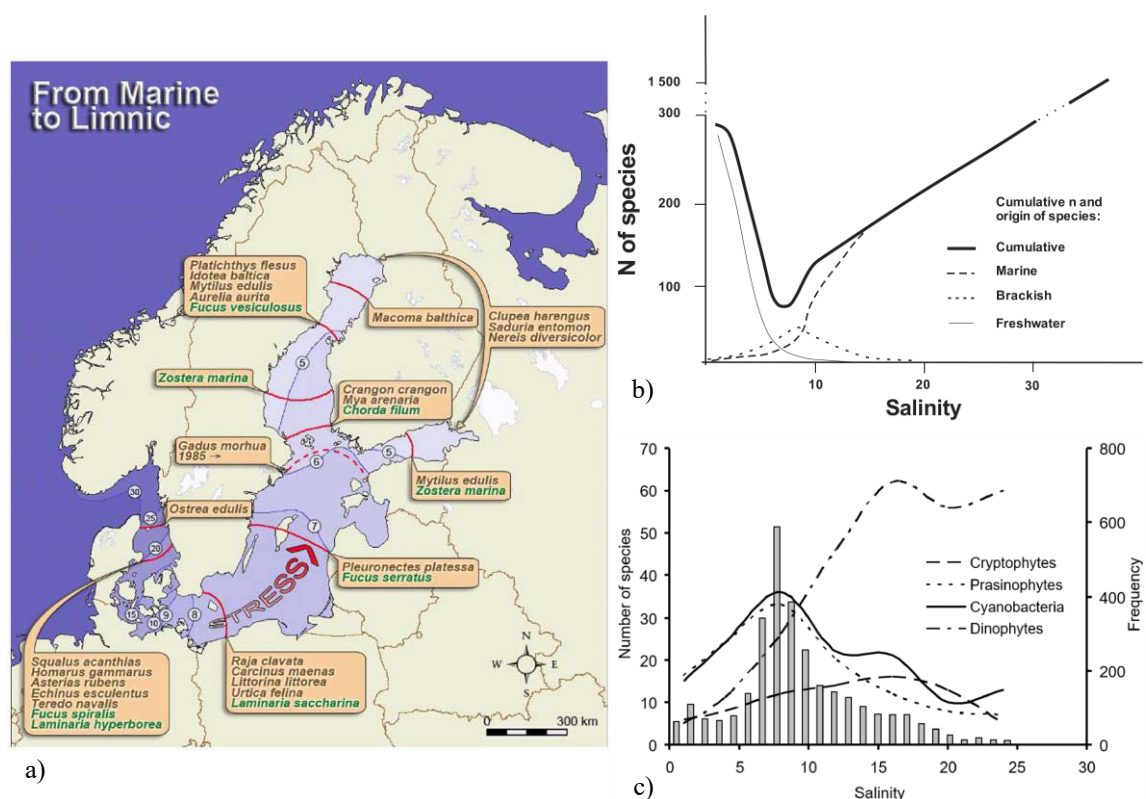 From Marine
to Limnic
Platichthys flesus
Idotea baltica
Mytilus edulis
Aurelia aurita
Fucus vesiculosus
Macoma balthica
Clupea harengus
Saduria entomon
Nereis diversicolor
5
Zostera marina
Crangon crangon
Mya arenaria
Chorda filum
Gadus morhua
1985 →
6
5
Mytilus edulis
Zostera marina
30
25
Ostrea edulis
20
7
Pleuronectes platessa
Fucus serratus
STRESS
15
10
9
8
Squalus acanthias
Homarus gammarus
Asterias rubens
Echinus esculentus
Teredo navalis
Fucus spiralis
Laminaria hyperborea
Raja clavata
Carcinus maenas
Littorina littorea
Urtica felina
Laminaria saccharina
N
W E
S
0 300 km
a)
1 500
300
200
100
N of species
Cumulative n and
origin of species:
Cumulative
Marine
Brackish
Freshwater
10 20 30
Salinity
b)
70
60
50
40
30
20
10
0
Number of species
Cryptophytes
Prasinophytes
Cyanobacteria
Dinophytes
800
600
400
200
0
Frequency
0 5 10 15 20 25 30
Salinity
c)